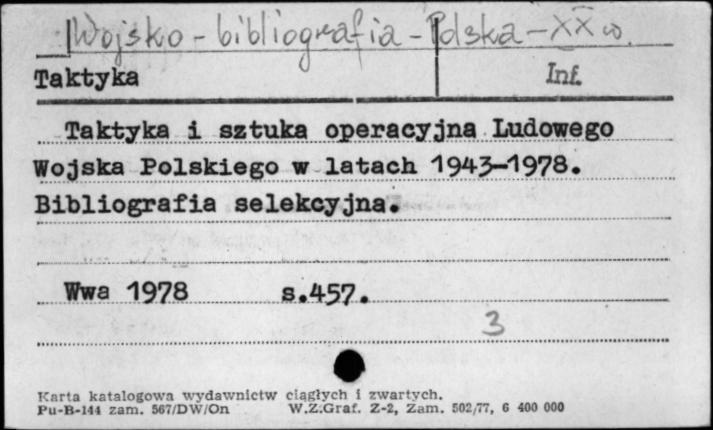 Wojsko - bibliografia - Polska - XX w.
Taktyka Inf.
Taktyka i sztuka operacyjna Ludowego
Wojska Polskiego w latach 1943-1978.
Bibliografia selekcyjna.
Wwa 1978 s.457.
3
Karta katalogowa wydawnictw ciągłych i zwartych.
Pu-B-144 zam. 567/DW/On W.Z.Graf. Z-2, Zam. 502/77, 6 400 000